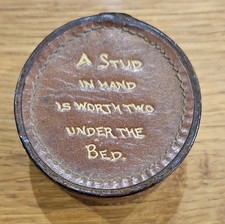 A STUD
IN HAND
IS WORTH TWO
UNDER THE
BED.